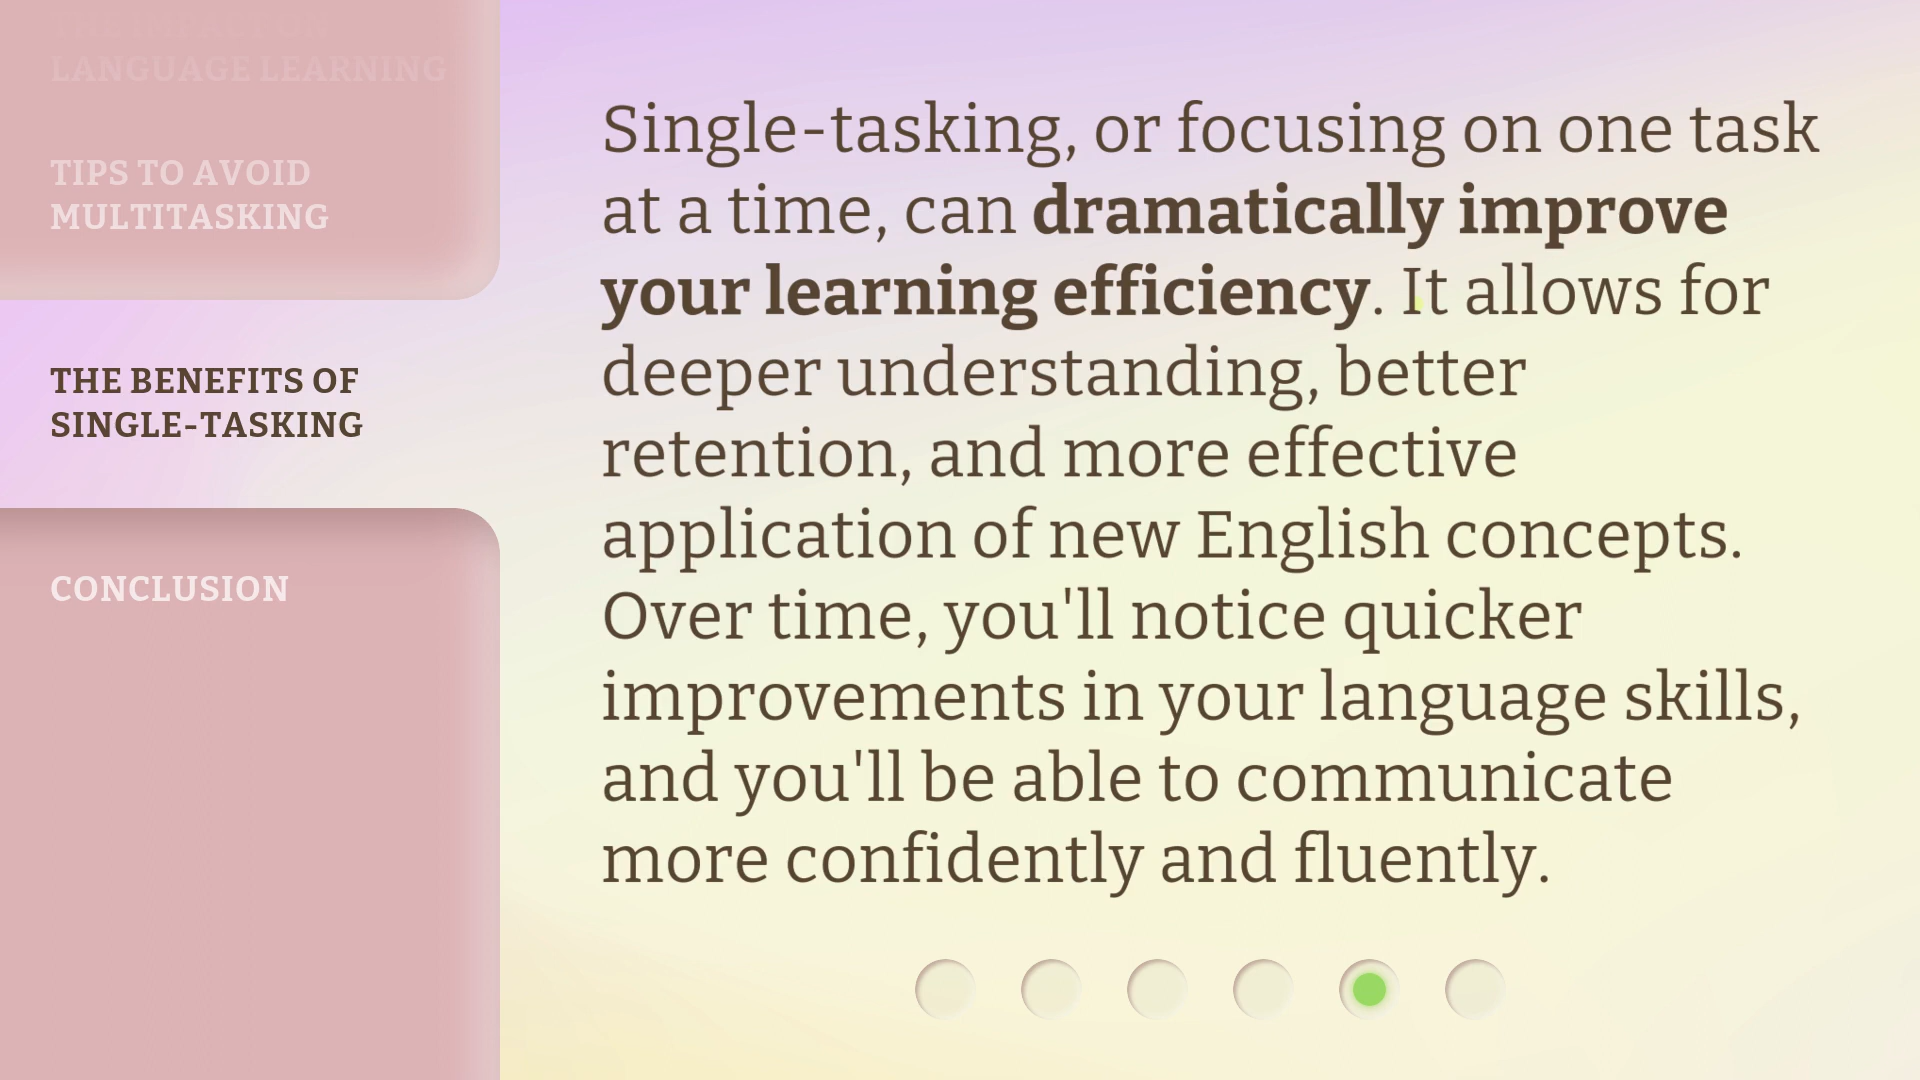 THE IMPACT ON
LANGUAGE LEARNING
TIPS TO AVOID
MULTITASKING
THE BENEFITS OF
SINGLE-TASKING
CONCLUSION
Single-tasking, or focusing on one task
at a time, can dramatically improve
your learning efficiency. It allows for
deeper understanding, better
retention, and more effective
application of new English concepts.
Over time, you'll notice quicker
improvements in your language skills,
and you'll be able to communicate
more confidently and fluently.